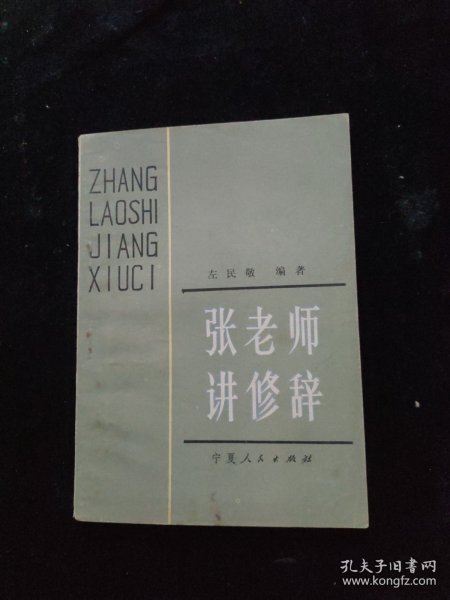 ZHANG
LAOSHI
JIANG
XIUCI
左民敬 编著
张老师
讲修辞
宁夏人民出版社
孔夫子旧书网
www.kongfz.com